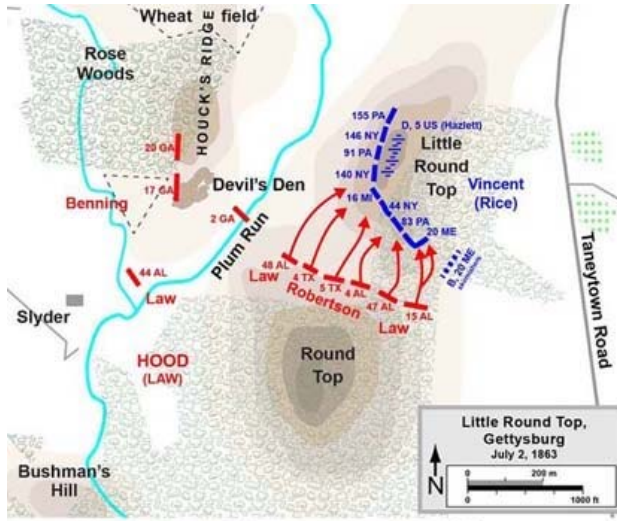 Wheat field
Rose
Woods
HOUCK'S RIDGE
20 GA
17 GA
Benning
Devil's Den
2 GA
Plum Run
155 PA
146 NY
91 PA
140 NY
16 MI
44 NY
83 PA
20 ME
D, 5 US (Hazlett)
Little
Round
Top
Vincent
(Rice)
B, 20 ME
Taneytown Road
44 AL
Law
48 AL
Law
4 TX
5 TX
Robertson
4 AL
47 AL
Law
15 AL
Slyder
HOOD
(LAW)
Round
Top
Bushman's
Hill
Little Round Top,
Gettysburg
July 2, 1863
N
0 200 m
0 1000 ft